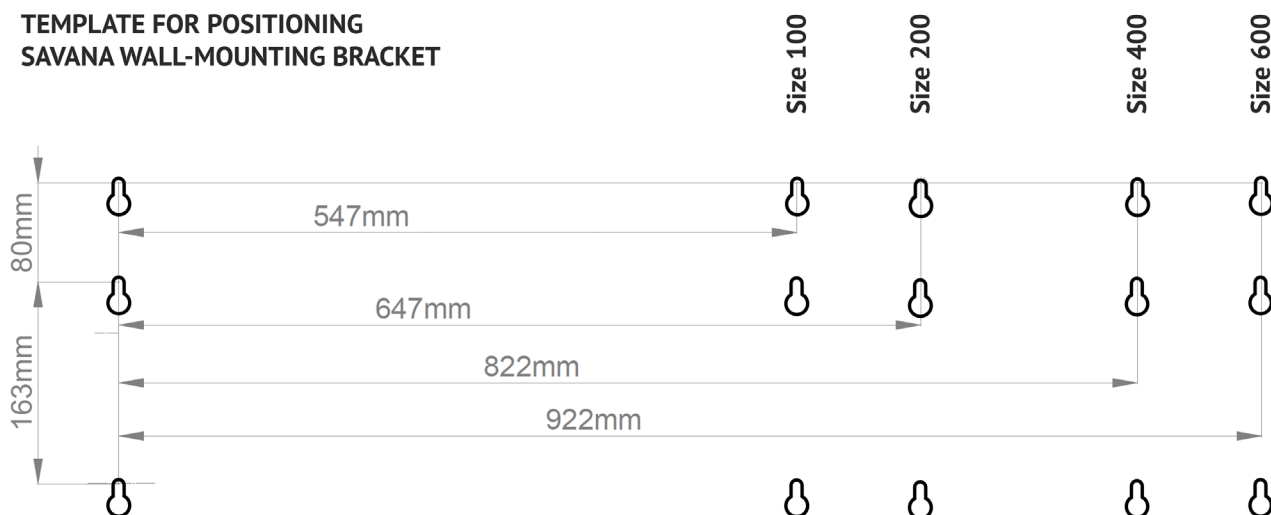 TEMPLATE FOR POSITIONING
SAVANA WALL-MOUNTING BRACKET
Size 100
Size 200
Size 400
Size 600
80mm
547mm
647mm
163mm
822mm
922mm